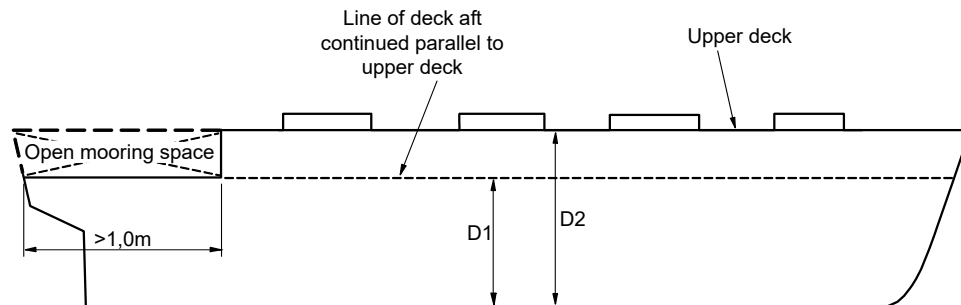 Line of deck aft
continued parallel to
upper deck
Upper deck
Open mooring space
>1,0m
D1
D2